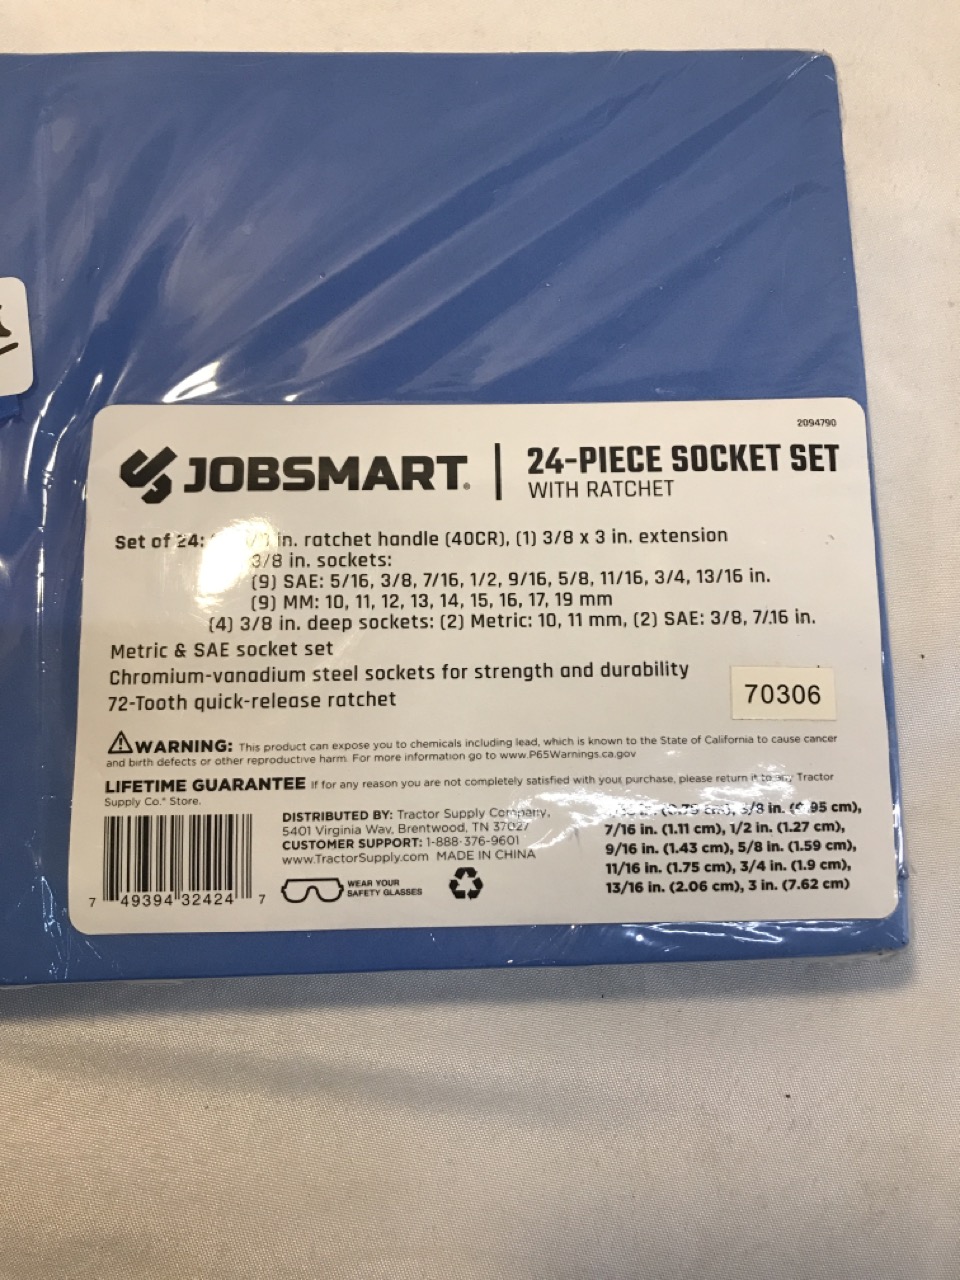 2094790
JOBSMART® | 24-PIECE SOCKET SET
WITH RATCHET
Set of 24: in. ratchet handle (40CR), (1) 3/8 x 3 in. extension
3/8 in. sockets:
(9) SAE: 5/16, 3/8, 7/16, 1/2, 9/16, 5/8, 11/16, 3/4, 13/16 in.
(9) MM: 10, 11, 12, 13, 14, 15, 16, 17, 19 mm
(4) 3/8 in. deep sockets: (2) Metric: 10, 11 mm, (2) SAE: 3/8, 7/16 in.
Metric & SAE socket set
Chromium-vanadium steel sockets for strength and durability
72-Tooth quick-release ratchet
70306
WARNING: This product can expose you to chemicals including lead, which is known to the State of California to cause cancer
and birth defects or other reproductive harm. For more information go to www.P65Warnings.ca.gov
LIFETIME GUARANTEE If for any reason you are not completely satisfied with your purchase, please return it to any Tractor
Supply Co.® Store.
DISTRIBUTED BY: Tractor Supply Company,
5401 Virginia Way, Brentwood, TN 37027
CUSTOMER SUPPORT: 1-888-376-9601
www.TractorSupply.com MADE IN CHINA
WEAR YOUR
SAFETY GLASSES
3/8 in. (0.95 cm),
7/16 in. (1.11 cm), 1/2 in. (1.27 cm),
9/16 in. (1.43 cm), 5/8 in. (1.59 cm),
11/16 in. (1.75 cm), 3/4 in. (1.9 cm),
13/16 in. (2.06 cm), 3 in. (7.62 cm)
7 49394 32424 7